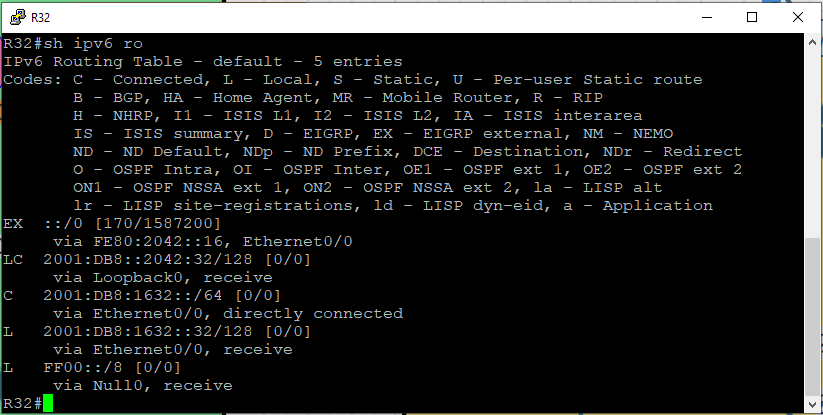 R32
R32#sh ipv6 ro
IPv6 Routing Table - default - 5 entries
Codes: C - Connected, L - Local, S - Static, U - Per-user Static route
       B - BGP, HA - Home Agent, MR - Mobile Router, R - RIP
       H - NHRP, I1 - ISIS L1, I2 - ISIS L2, IA - ISIS interarea
       IS - ISIS summary, D - EIGRP, EX - EIGRP external, NM - NEMO
       ND - ND Default, NDp - ND Prefix, DCE - Destination, NDr - Redirect
       O - OSPF Intra, OI - OSPF Inter, OE1 - OSPF ext 1, OE2 - OSPF ext 2
       ON1 - OSPF NSSA ext 1, ON2 - OSPF NSSA ext 2, la - LISP alt
       lr - LISP site-registrations, ld - LISP dyn-eid, a - Application
EX  ::/0 [170/1587200]
     via FE80:2042::16, Ethernet0/0
LC  2001:DB8::2042:32/128 [0/0]
     via Loopback0, receive
C   2001:DB8:1632::/64 [0/0]
     via Ethernet0/0, directly connected
L   2001:DB8:1632::32/128 [0/0]
     via Ethernet0/0, receive
L   FF00::/8 [0/0]
     via Null0, receive
R32#